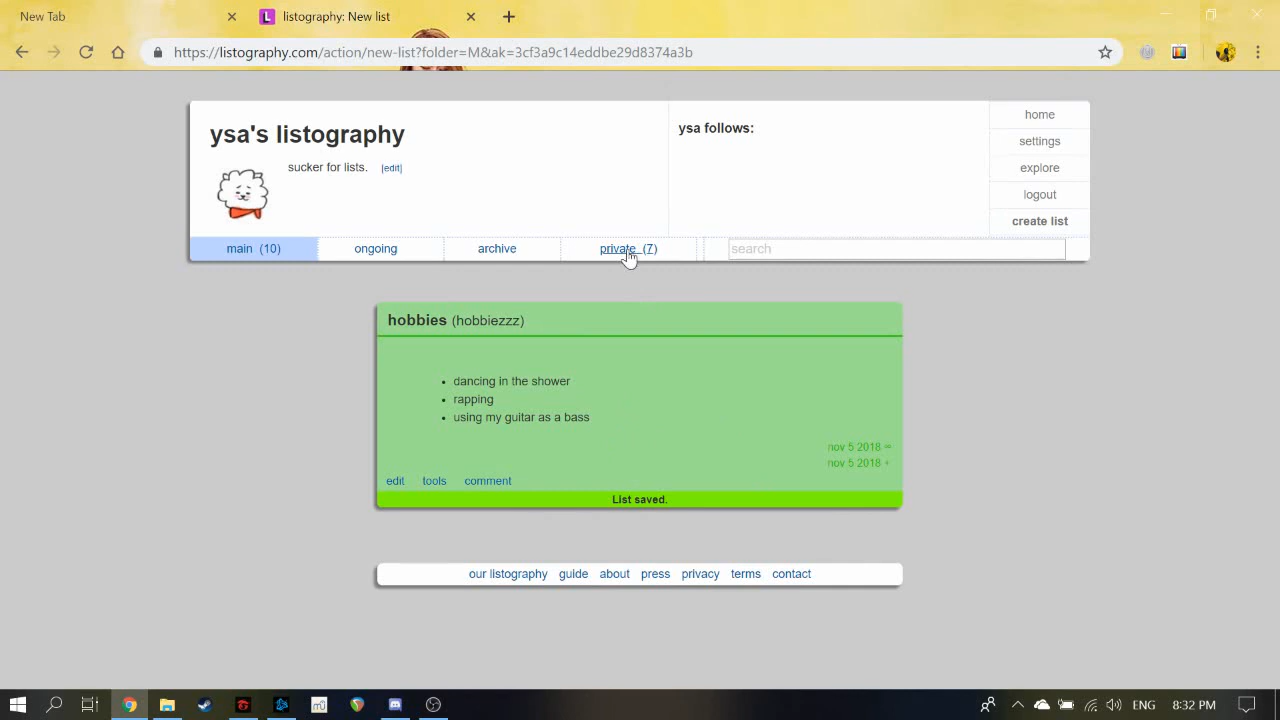 New Tab
listography: New list
https://listography.com/action/new-list?folder=M&ak=3cf3a9c14eddbe29d8374a3b
ysa's listography
sucker for lists. [edit]
ysa follows:
home
settings
explore
logout
create list
main (10)
ongoing
archive
private (7)
search
hobbies (hobbiezzz)
dancing in the shower
rapping
using my guitar as a bass
nov 5 2018 =
nov 5 2018 +
edit tools comment
List saved.
our listography guide about press privacy terms contact
ENG
8:32 PM